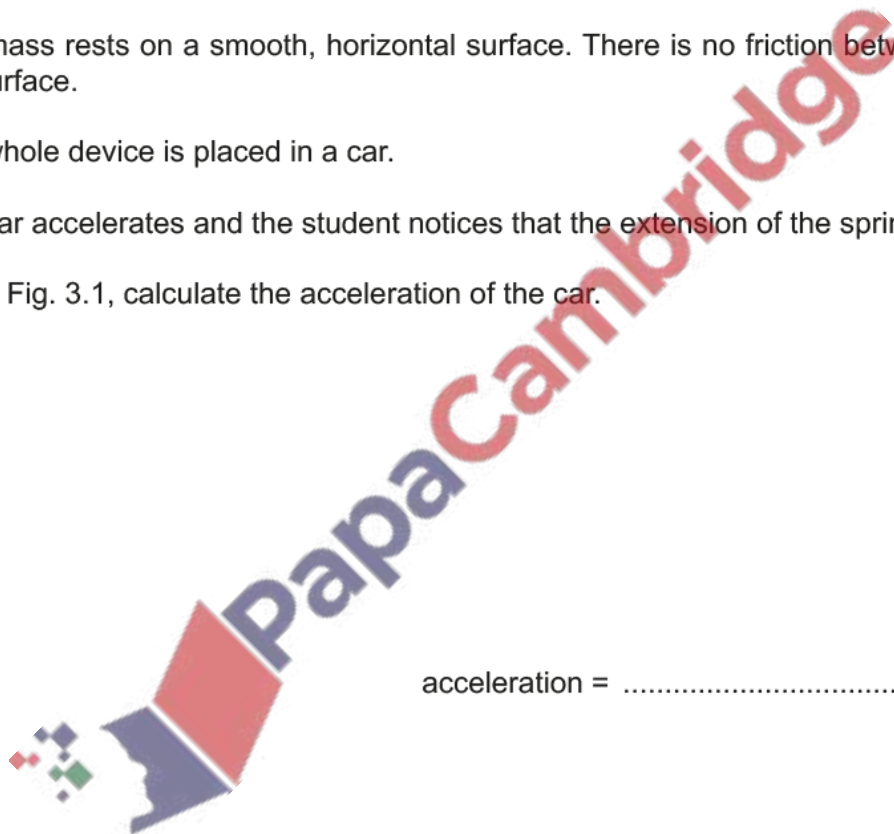 nass rests on a smooth, horizontal surface. There is no friction betw
urface.
whole device is placed in a car.
ar accelerates and the student notices that the extension of the sprin
Fig. 3.1, calculate the acceleration of the car.
PapaCambridge
acceleration = ................................